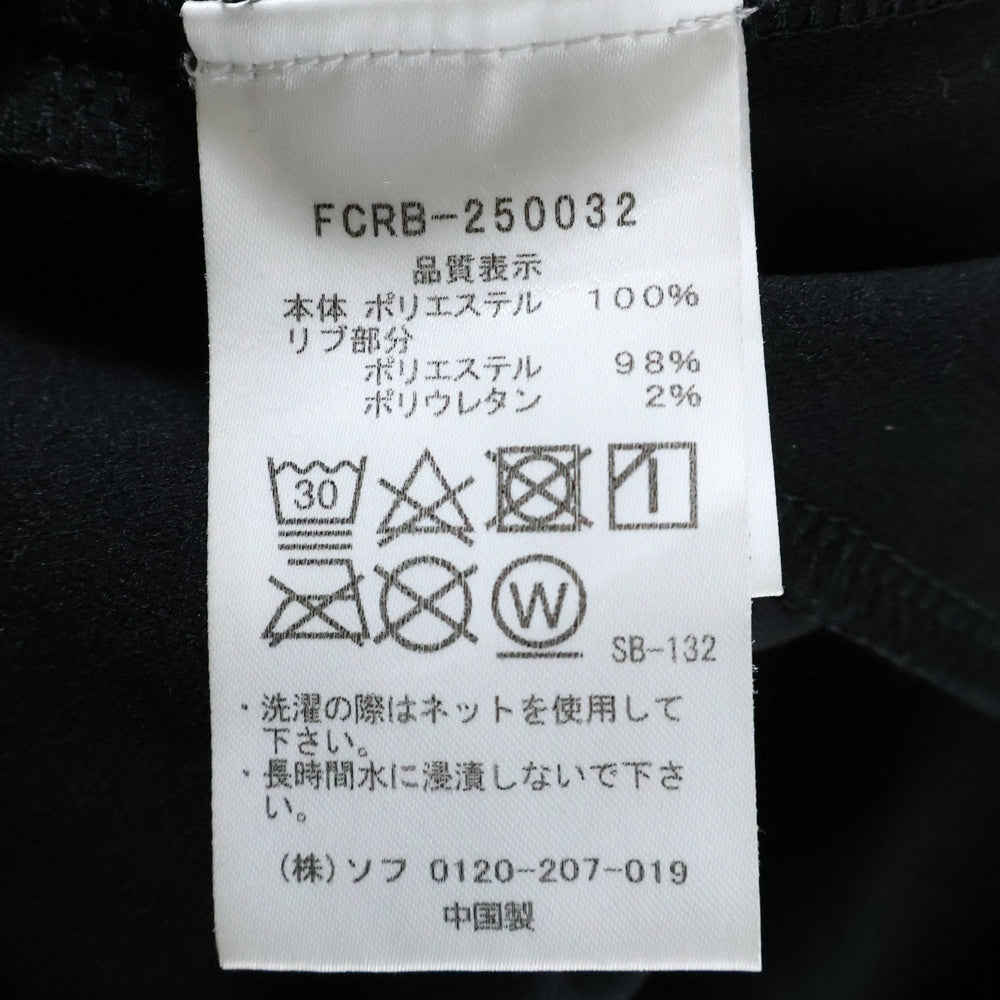 FCRB-250032
品質表示
本体 ポリエステル 100%
リブ部分
ポリエステル 98%
ポリウレタン 2%
30
W
SB-132
・洗濯の際はネットを使用して
下さい。
・長時間水に浸漬しないで下さ
い。
(株)ソフ 0120-207-019
中国製